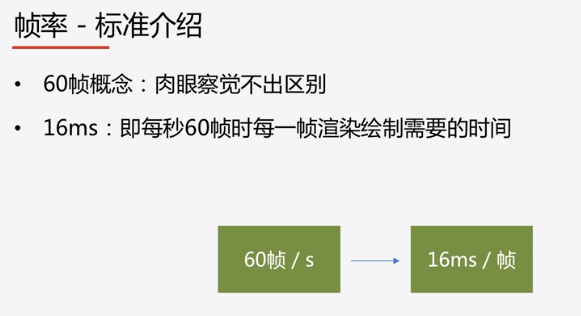 帧率 - 标准介绍
• 60帧概念：肉眼察觉不出区别
• 16ms：即每秒60帧时每一帧渲染绘制需要的时间
60帧 / s
16ms / 帧